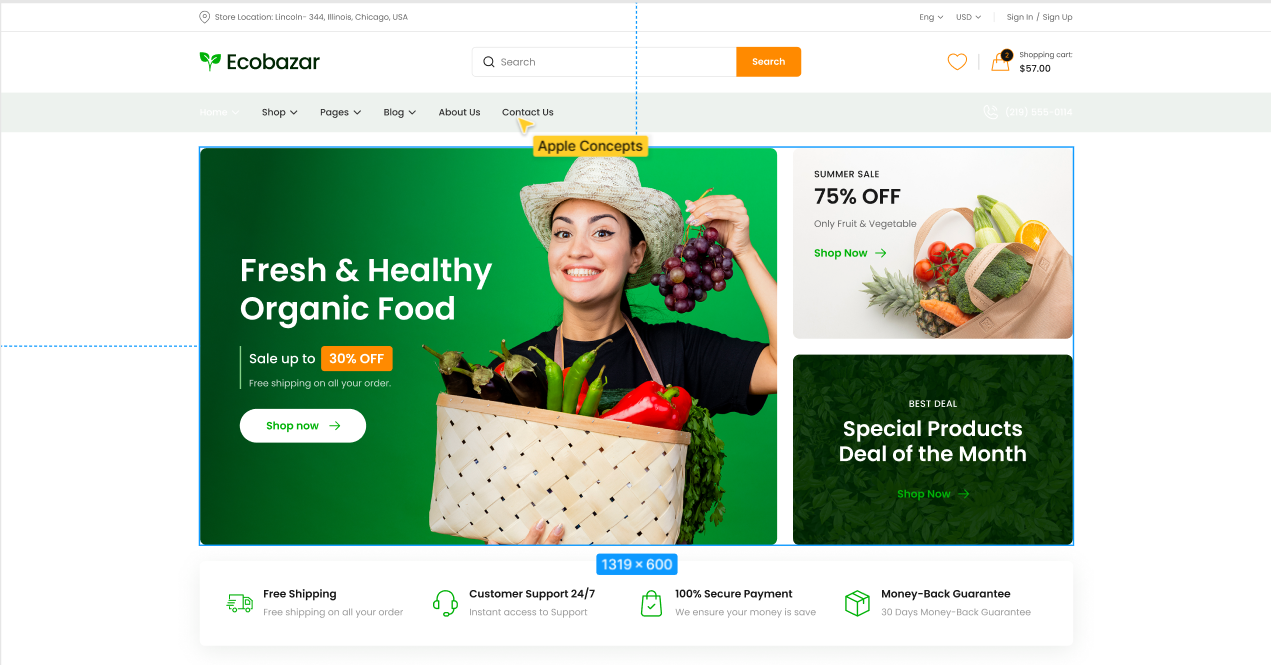 Store Location: Lincoln- 344, Illinois, Chicago, USA
Eng
USD
Sign In / Sign Up
Ecobazar
Search
Search
2
Shopping cart:
$57.00
Home
Shop
Pages
Blog
About Us
Contact Us
Apple Concepts
Fresh & Healthy
Organic Food
Sale up to 30% OFF
Free shipping on all your order.
Shop now
SUMMER SALE
75% OFF
Only Fruit & Vegetable
Shop Now
BEST DEAL
Special Products
Deal of the Month
Shop Now
1319 × 600
Free Shipping
Free shipping on all your order
Customer Support 24/7
Instant access to Support
100% Secure Payment
We ensure your money is save
Money-Back Guarantee
30 Days Money-Back Guarantee